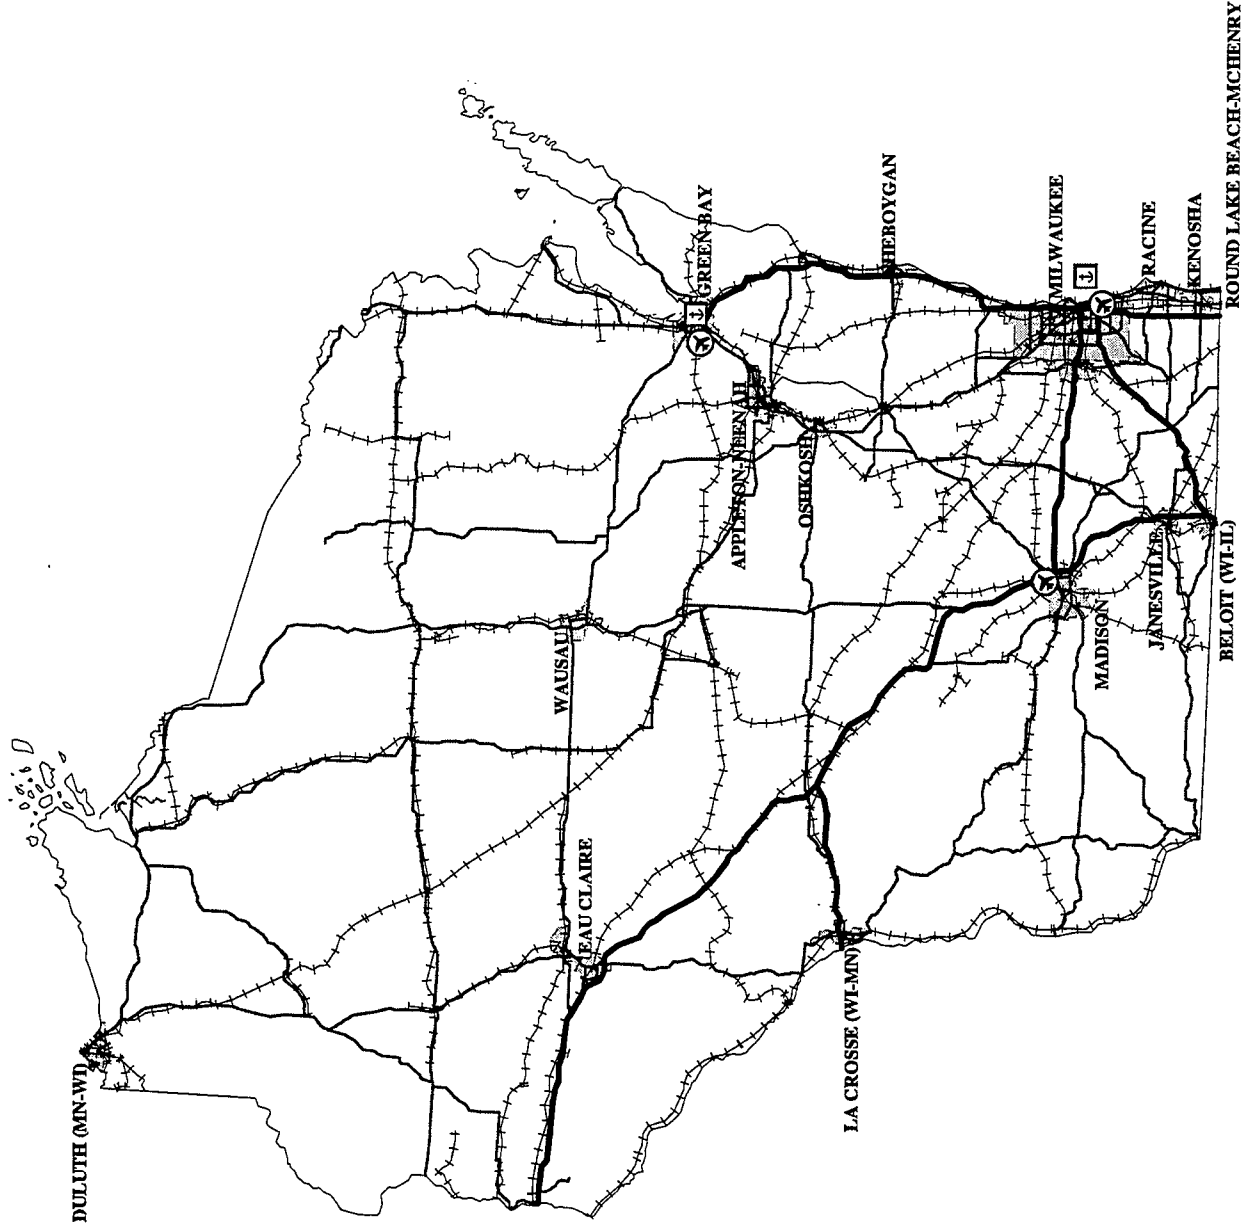 DULUTH (MN-WI)
GREEN-BAY
APPLETON-NEENAH
OSHKOSH
SHEBOYGAN
WAUSAU
EAU CLAIRE
MILWAUKEE
RACINE
KENOSHA
LA CROSSE (WI-MN)
MADISON
JANESVILLE
BELOIT (WI-IL)
ROUND LAKE BEACH-MCHENRY